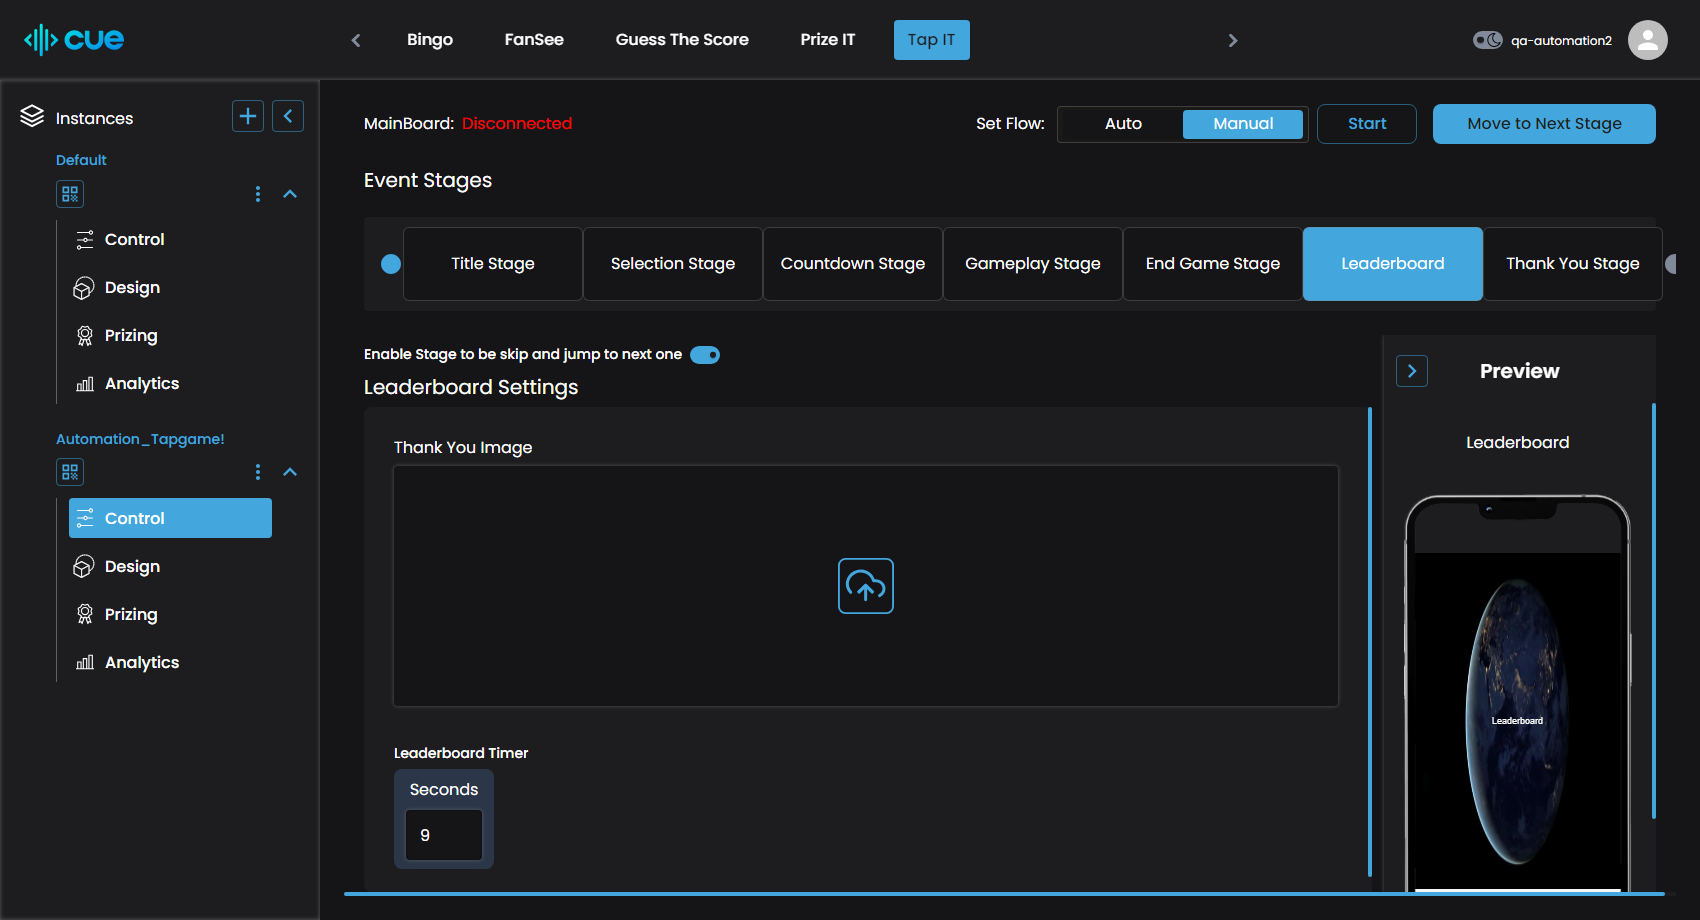 cue
Bingo
FanSee
Guess The Score
Prize IT
Tap IT
qa-automation2
Instances
Default
Control
Design
Prizing
Analytics
Automation_Tapgame!
Control
Design
Prizing
Analytics
MainBoard: Disconnected
Set Flow:
Auto
Manual
Start
Move to Next Stage
Event Stages
Title Stage
Selection Stage
Countdown Stage
Gameplay Stage
End Game Stage
Leaderboard
Thank You Stage
Enable Stage to be skip and jump to next one
Leaderboard Settings
Thank You Image
Leaderboard Timer
Seconds
9
Preview
Leaderboard
Leaderboard